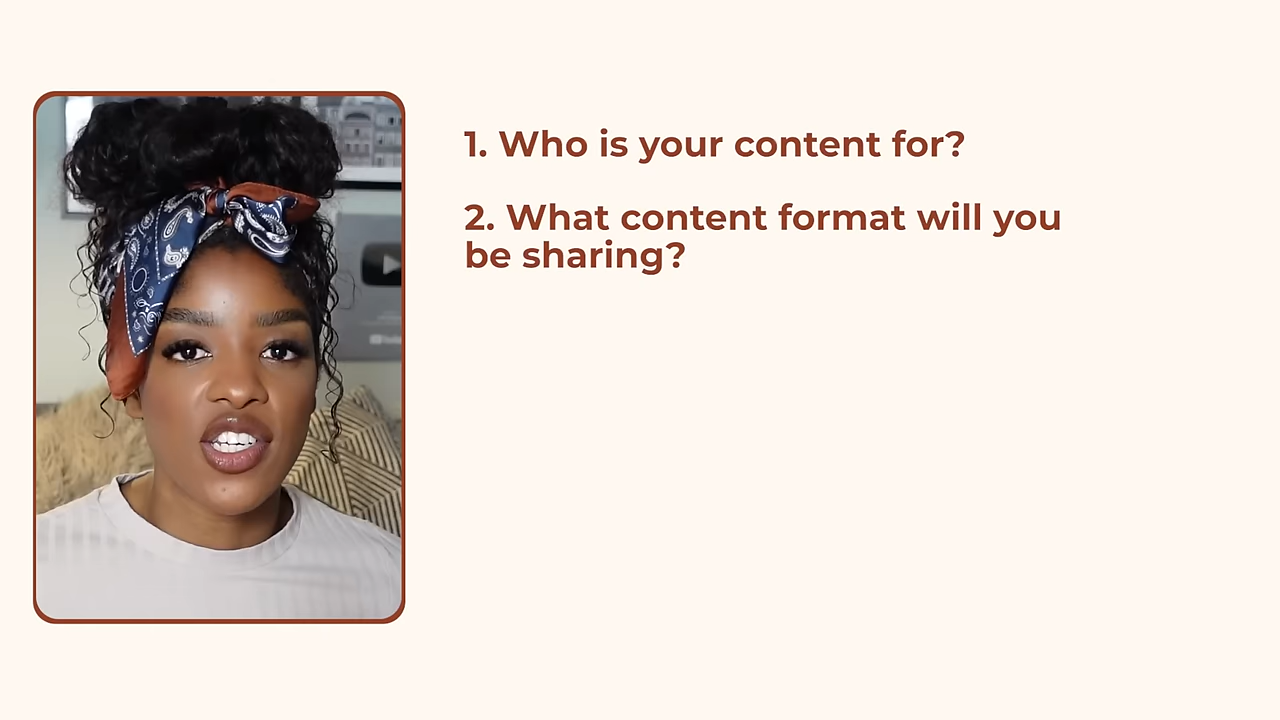 1. Who is your content for?
2. What content format will you
be sharing?